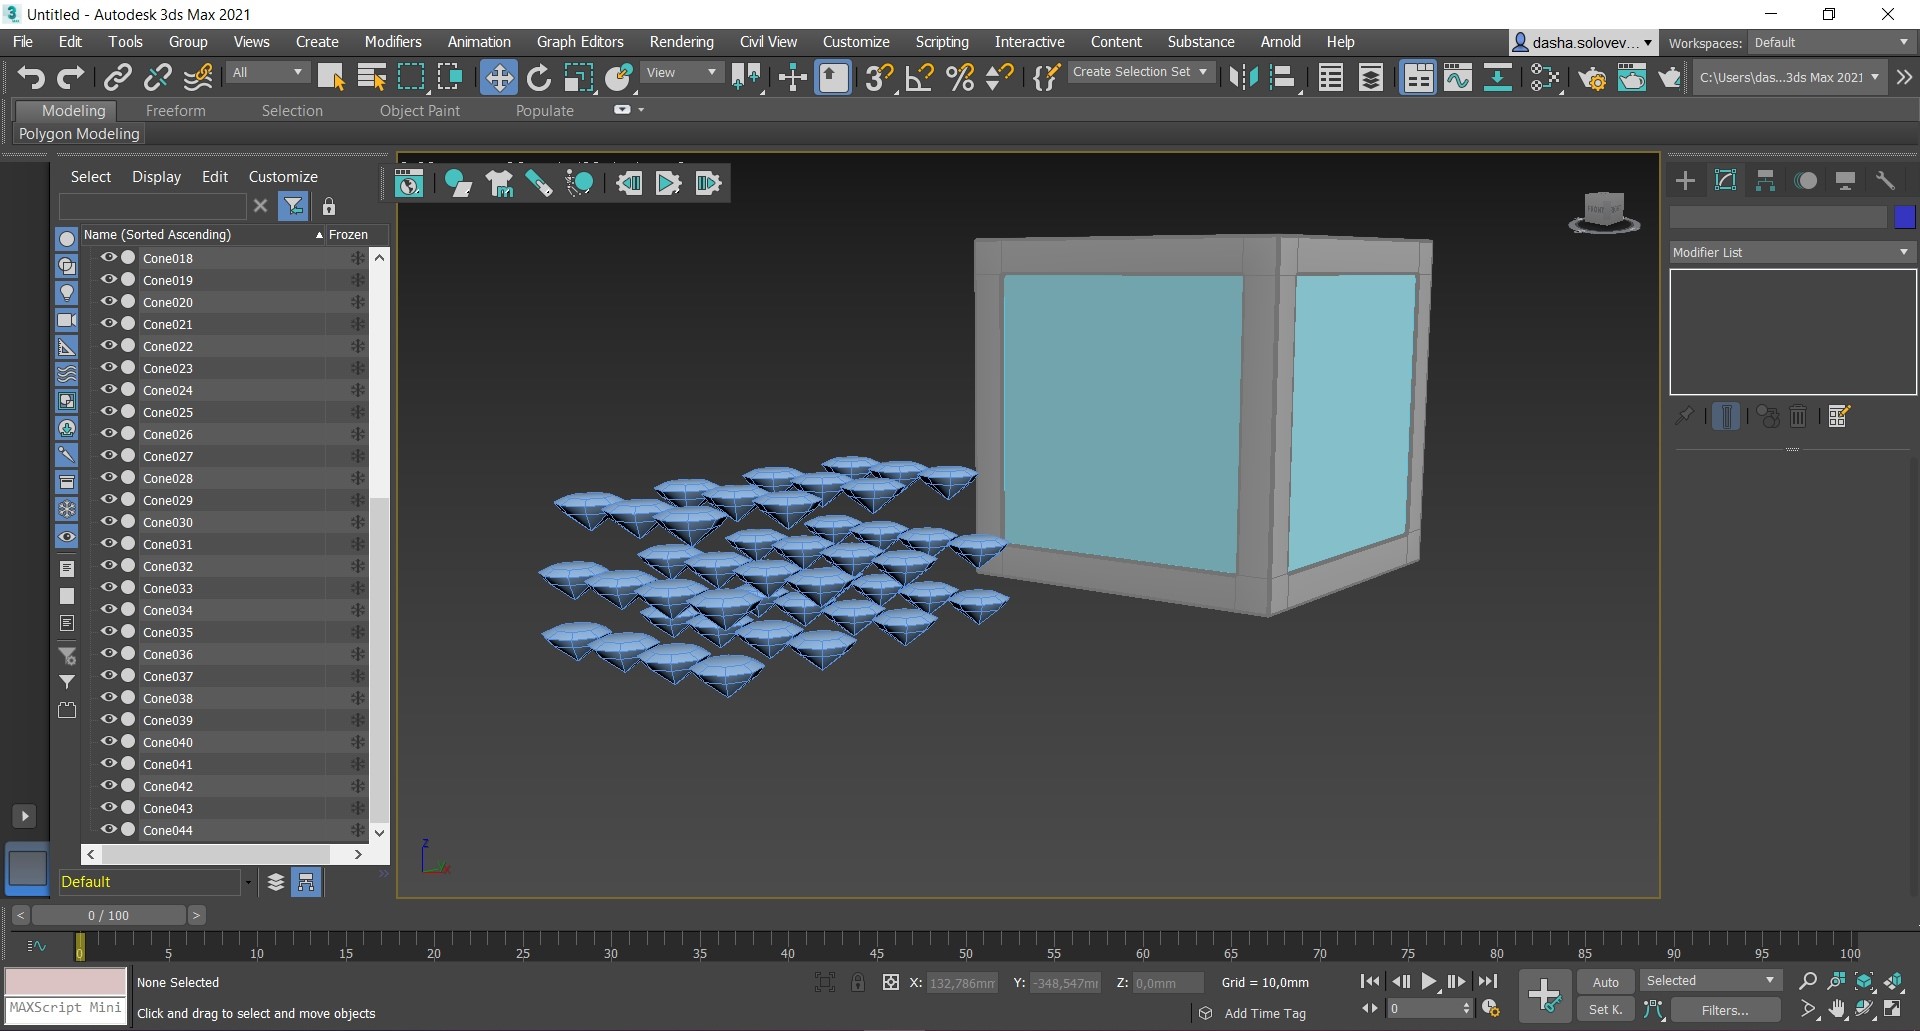 Untitled - Autodesk 3ds Max 2021
File Edit Tools Group Views Create Modifiers Animation Graph Editors Rendering Civil View Customize Scripting Interactive Content Substance Arnold Help
dasha.solovev... Workspaces: Default
All View Create Selection Set C:\Users\das...3ds Max 2021
Modeling Freeform Selection Object Paint Populate
Polygon Modeling
Select Display Edit Customize
Name (Sorted Ascending) Frozen
Modifier List
Cone018
Cone019
Cone020
Cone021
Cone022
Cone023
Cone024
Cone025
Cone026
Cone027
Cone028
Cone029
Cone030
Cone031
Cone032
Cone033
Cone034
Cone035
Cone036
Cone037
Cone038
Cone039
Cone040
Cone041
Cone042
Cone043
Cone044
FRONT
Z
Default
0 / 100
0 5 10 15 20 25 30 35 40 45 50 55 60 65 70 75 80 85 90 95 100
None Selected X: 132,786mm Y: -348,547mm Z: 0,0mm Grid = 10,0mm Auto Selected
MAXScript Mini Click and drag to select and move objects Add Time Tag 0 Set K. Filters...